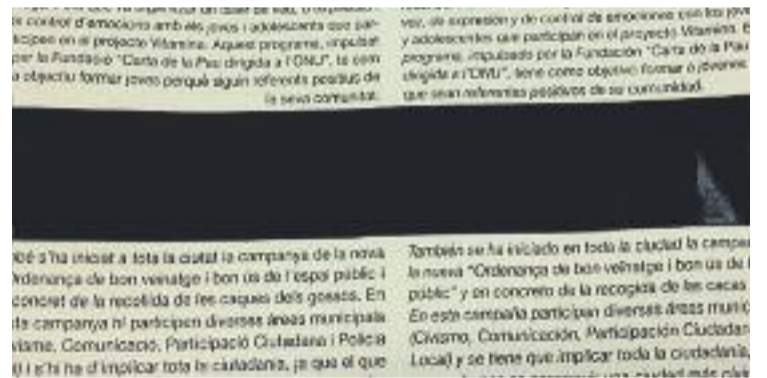 control d'emocions amb els joves i adolescents que par-
ticipen en el projecte Vitamina. Aquest programa, impulsat
per la Fundació "Carta de la Pau dirigida a l'ONU", té com
a objectiu formar joves perquè siguin referents positius de
la seva comunitat.
s'ha iniciat a tota la ciutat la campanya de la nova
Ordenança de bon veïnatge i bon ús de l'espai públic i
concret de la recollida de les caques dels gossos. En
campanya hi participen diverses àrees municipals
Comunicació, Participació Ciutadana i Policia
i s'hi ha d'implicar tota la ciutadania, ja que el que
voz, de expresión y de control de emociones con los
y adolescentes que participan en el proyecto Vitamina.
programa, impulsado por la Fundación "Carta de la Pau
dirigida a l'ONU", tiene como objetivo formar a jóvenes
que sean referentes positivos de su comunidad.
También se ha iniciado en toda la ciudad la
la nueva "Ordenança de bon veïnatge i bon ús de
públic" y en concreto de la recogida de las cacas
En esta campaña participan diversas áreas
(Civismo, Comunicación, Participación
Local) y se tiene que implicar toda la ciudadanía,
ciudad más